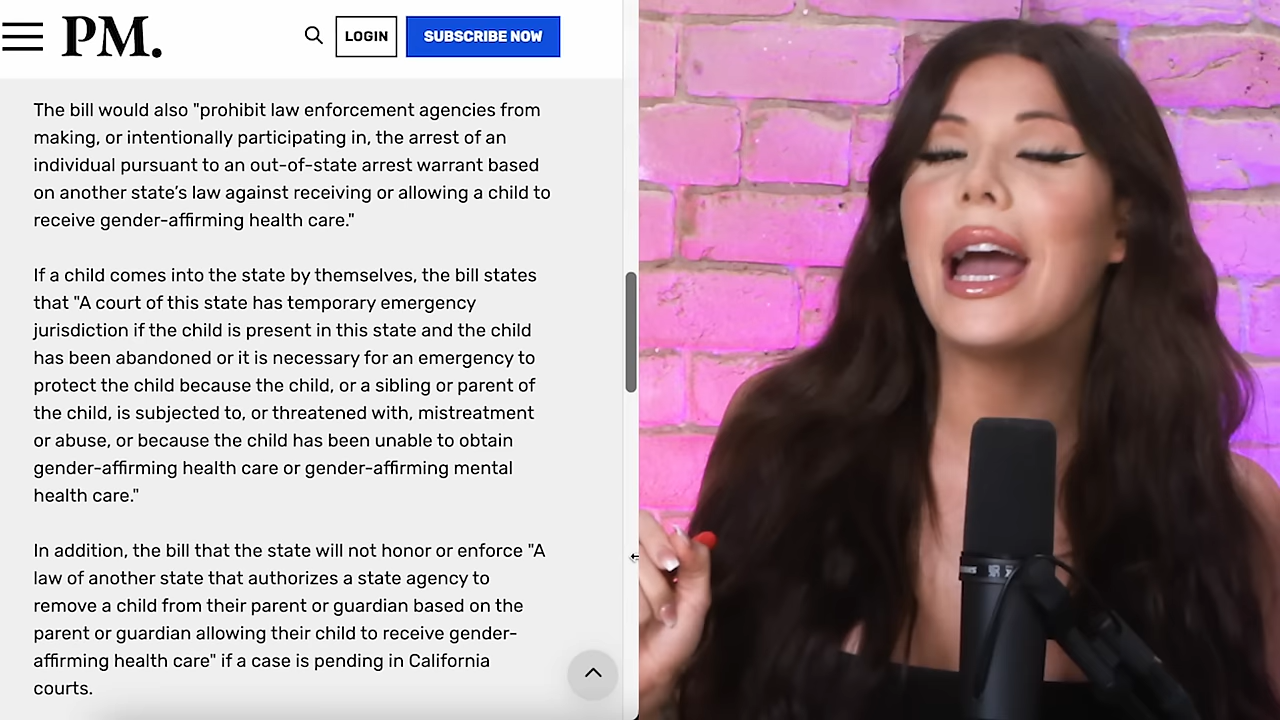 PM.
LOGIN
SUBSCRIBE NOW
The bill would also "prohibit law enforcement agencies from
making, or intentionally participating in, the arrest of an
individual pursuant to an out-of-state arrest warrant based
on another state’s law against receiving or allowing a child to
receive gender-affirming health care."
If a child comes into the state by themselves, the bill states
that "A court of this state has temporary emergency
jurisdiction if the child is present in this state and the child
has been abandoned or it is necessary for an emergency to
protect the child because the child, or a sibling or parent of
the child, is subjected to, or threatened with, mistreatment
or abuse, or because the child has been unable to obtain
gender-affirming health care or gender-affirming mental
health care."
In addition, the bill that the state will not honor or enforce "A
law of another state that authorizes a state agency to
remove a child from their parent or guardian based on the
parent or guardian allowing their child to receive gender-
affirming health care" if a case is pending in California
courts.